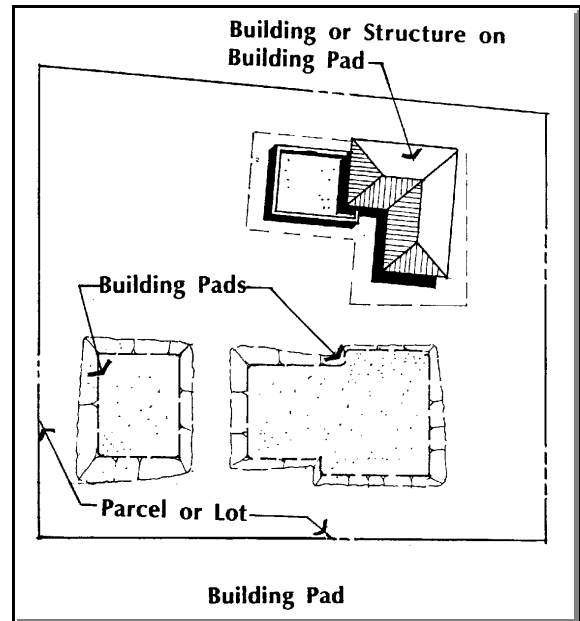 Building or Structure on
Building Pad
Building Pads
Parcel or Lot
Building Pad